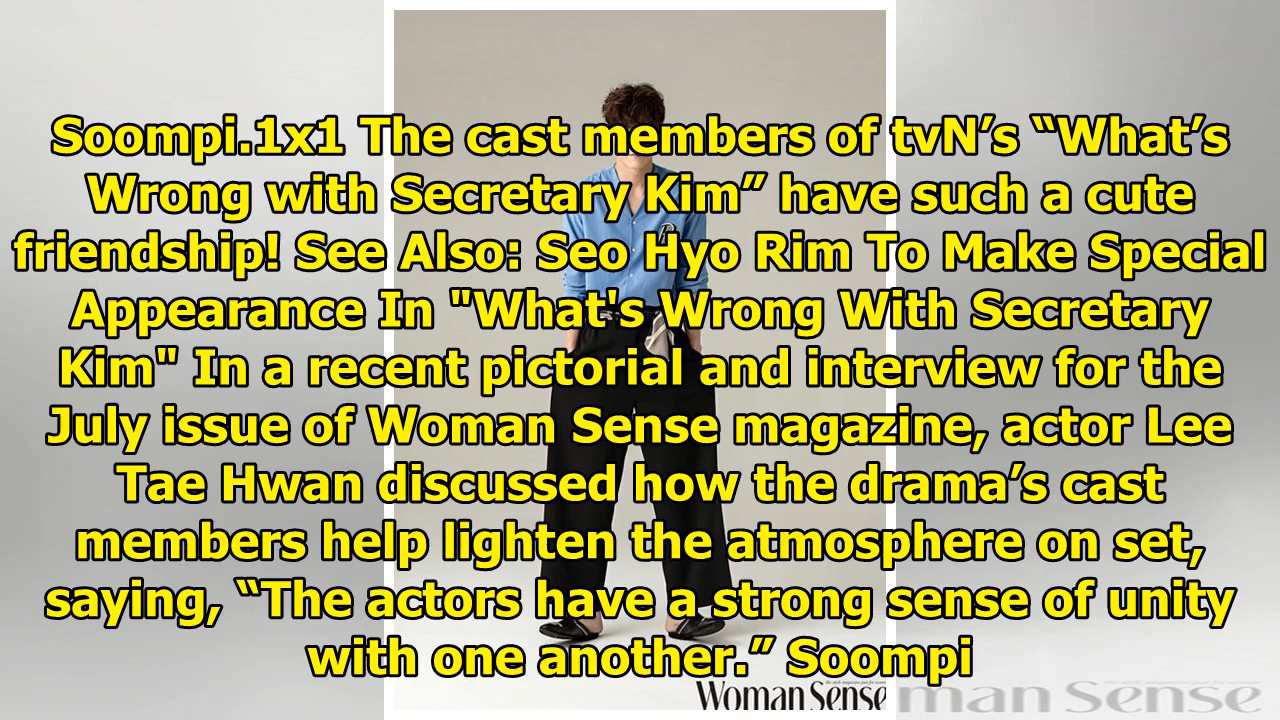 Soompi.1x1 The cast members of tvN’s “What’s
Wrong with Secretary Kim” have such a cute
friendship! See Also: Seo Hyo Rim To Make Special
Appearance In "What's Wrong With Secretary
Kim" In a recent pictorial and interview for the
July issue of Woman Sense magazine, actor Lee
Tae Hwan discussed how the drama’s cast
members help lighten the atmosphere on set,
saying, “The actors have a strong sense of unity
with one another.” Soompi
Woman Sense
man Sense